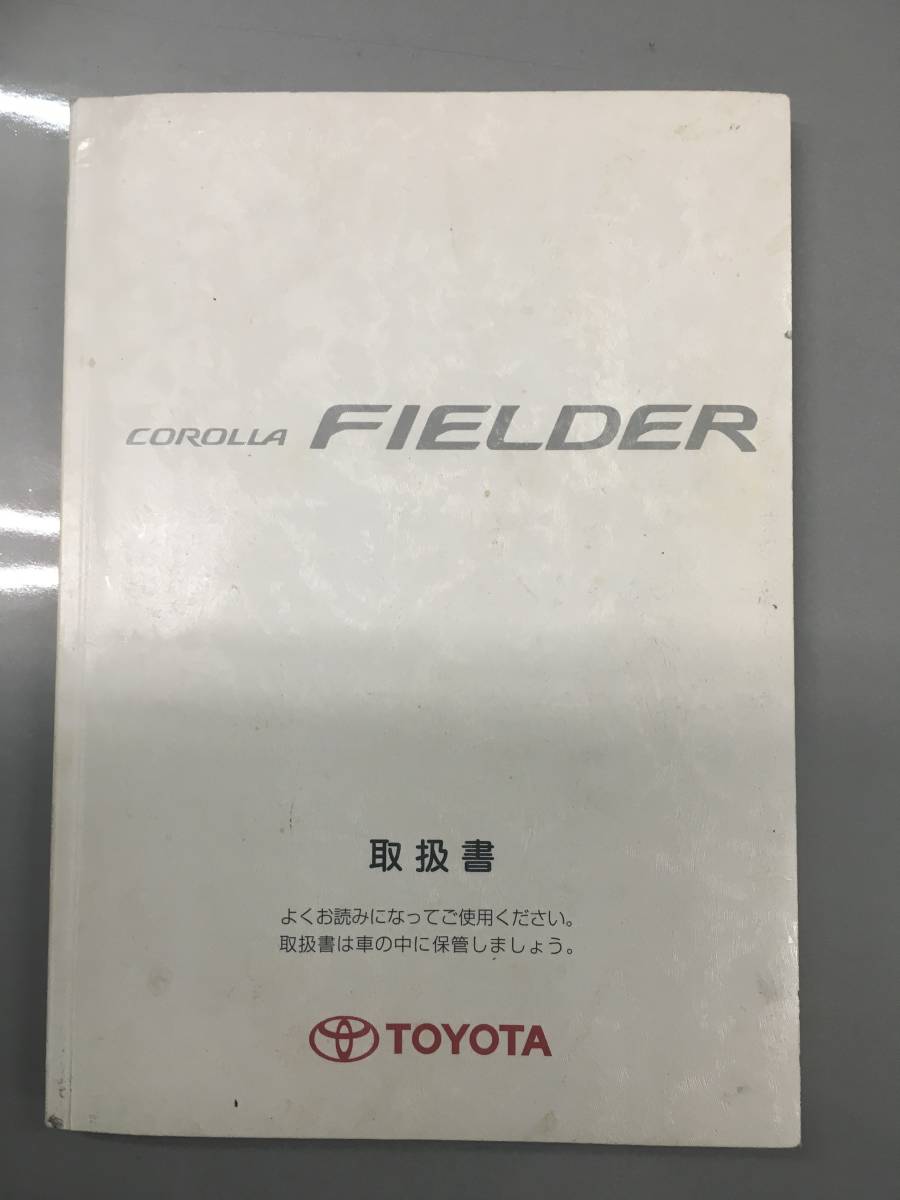 COROLLA FIELDER
取扱書
よくお読みになってご使用ください。
取扱書は車の中に保管しましょう。
TOYOTA